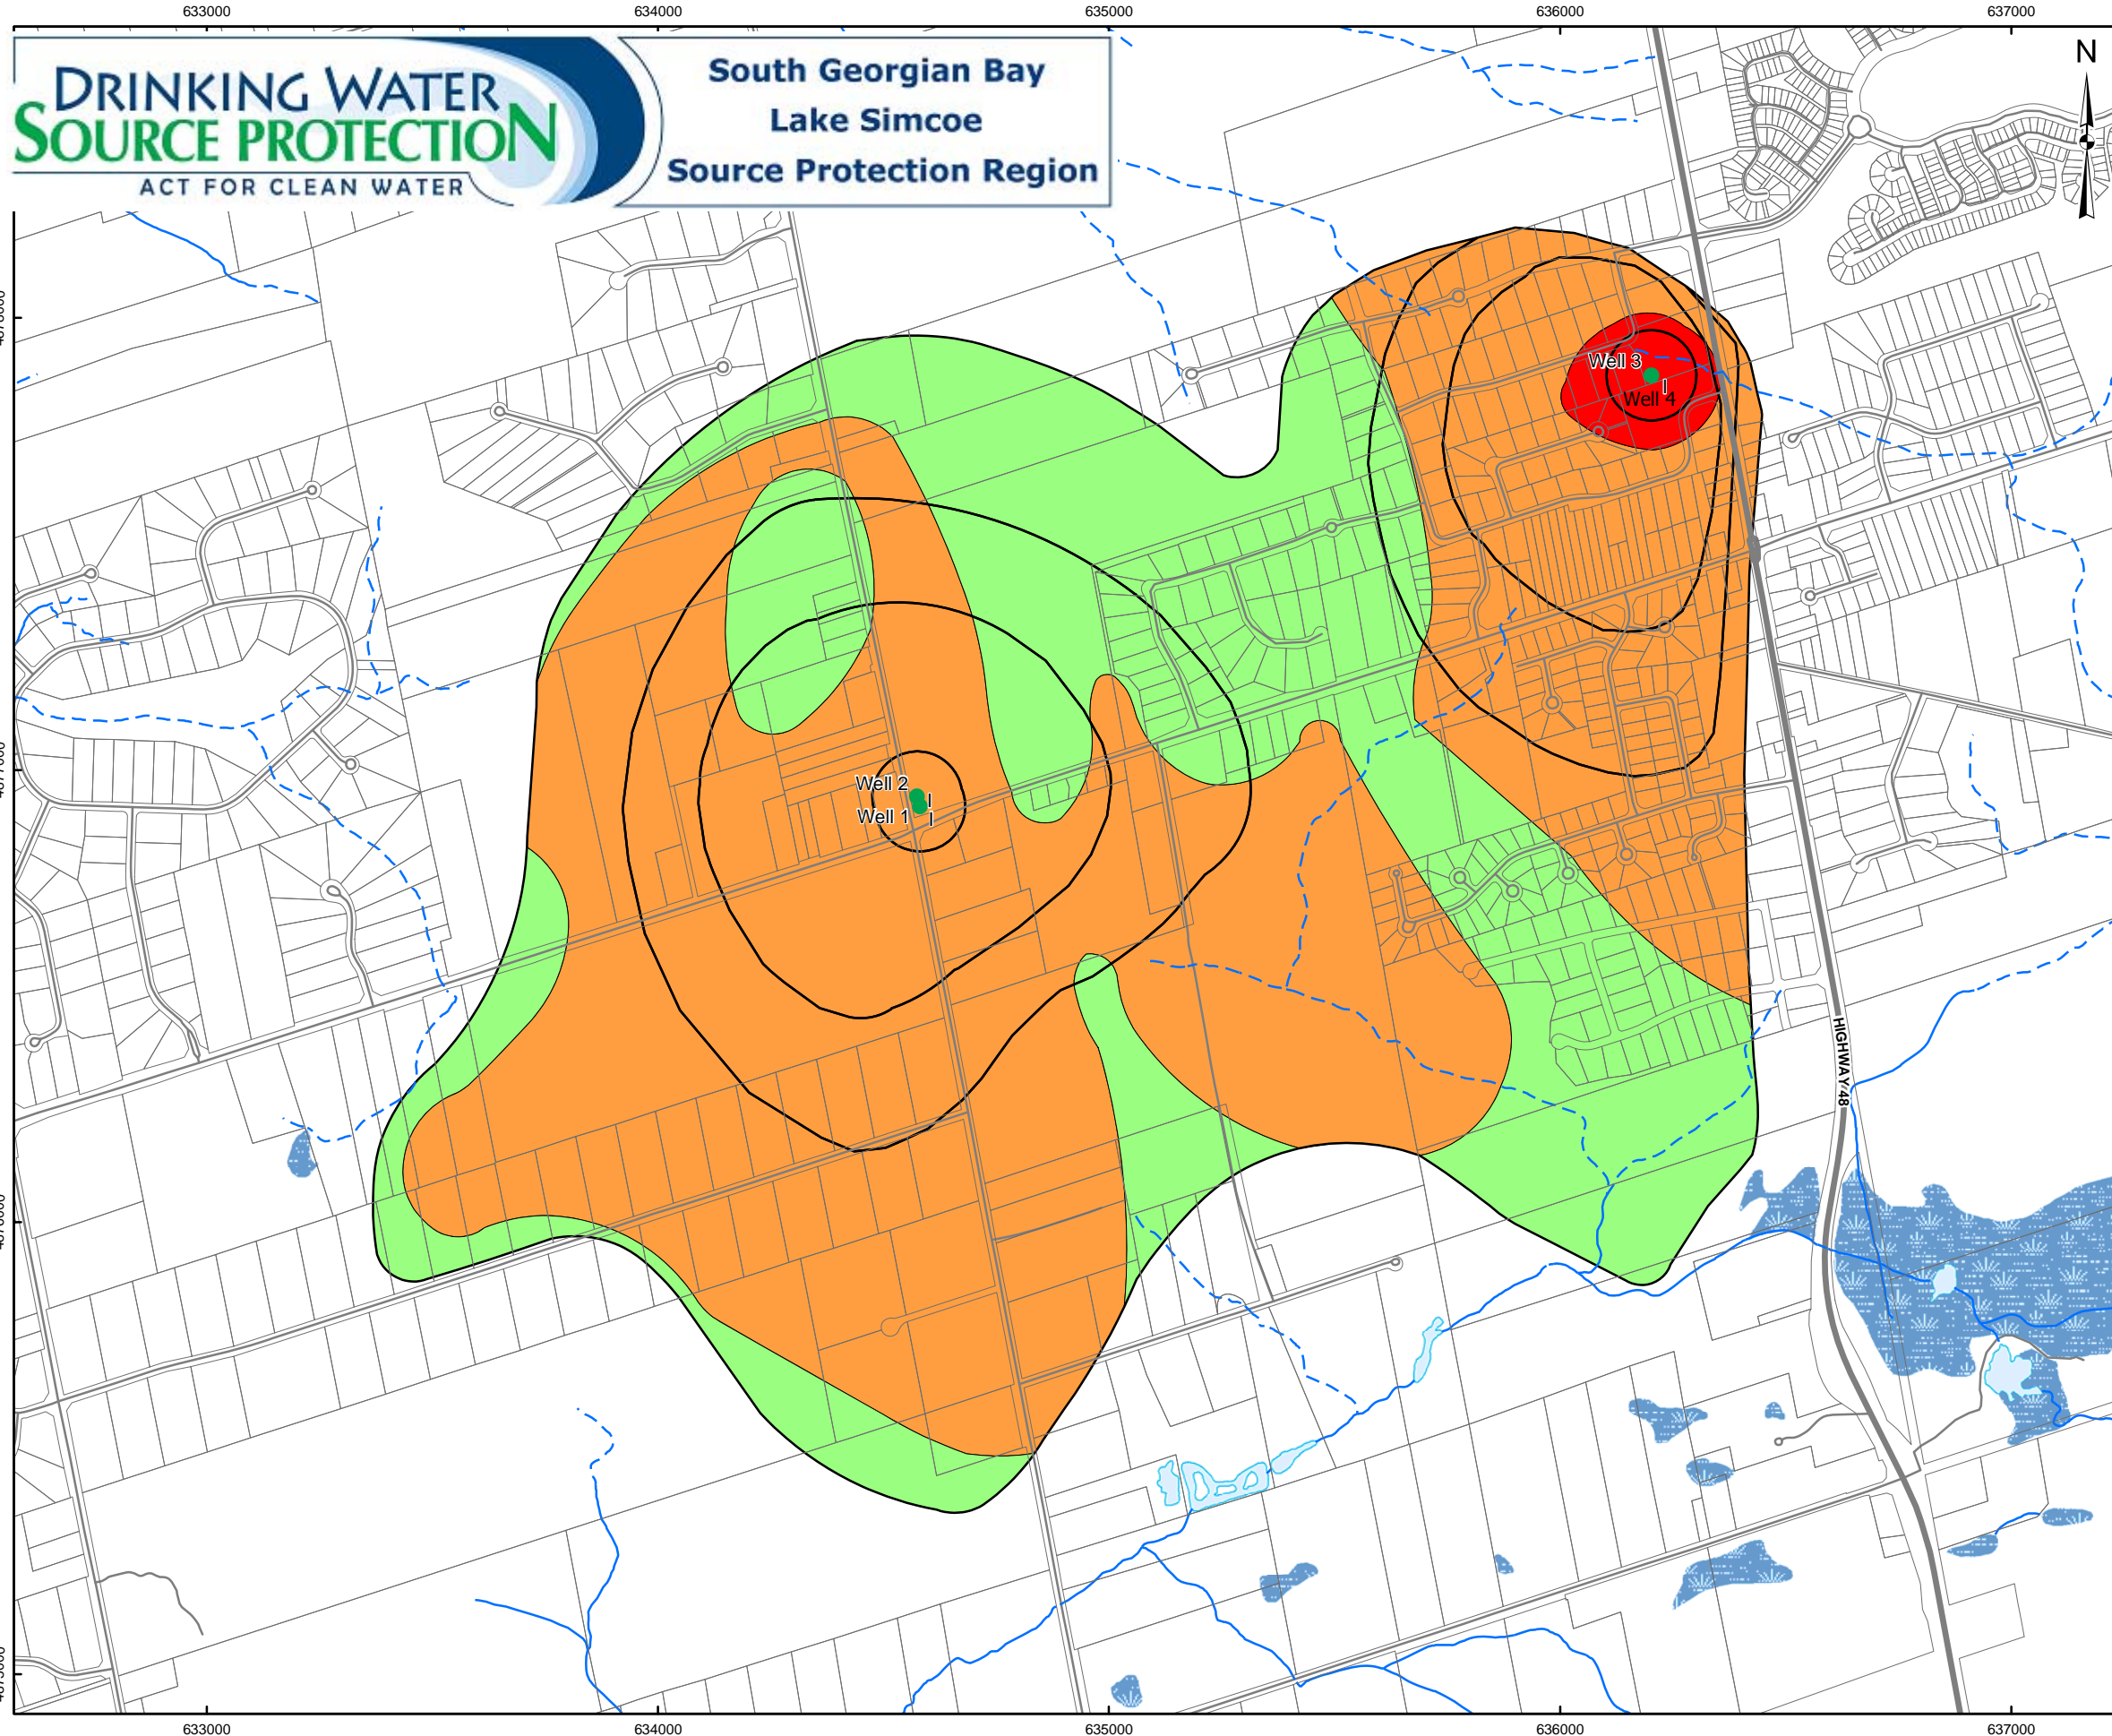 633000 634000 635000 636000 637000
DRINKING WATER
SOURCE PROTECTION
ACT FOR CLEAN WATER
South Georgian Bay
Lake Simcoe
Source Protection Region
N
Well 3
Well 4
Well 2
Well 1
HIGHWAY 48
633000 634000 635000 636000 637000